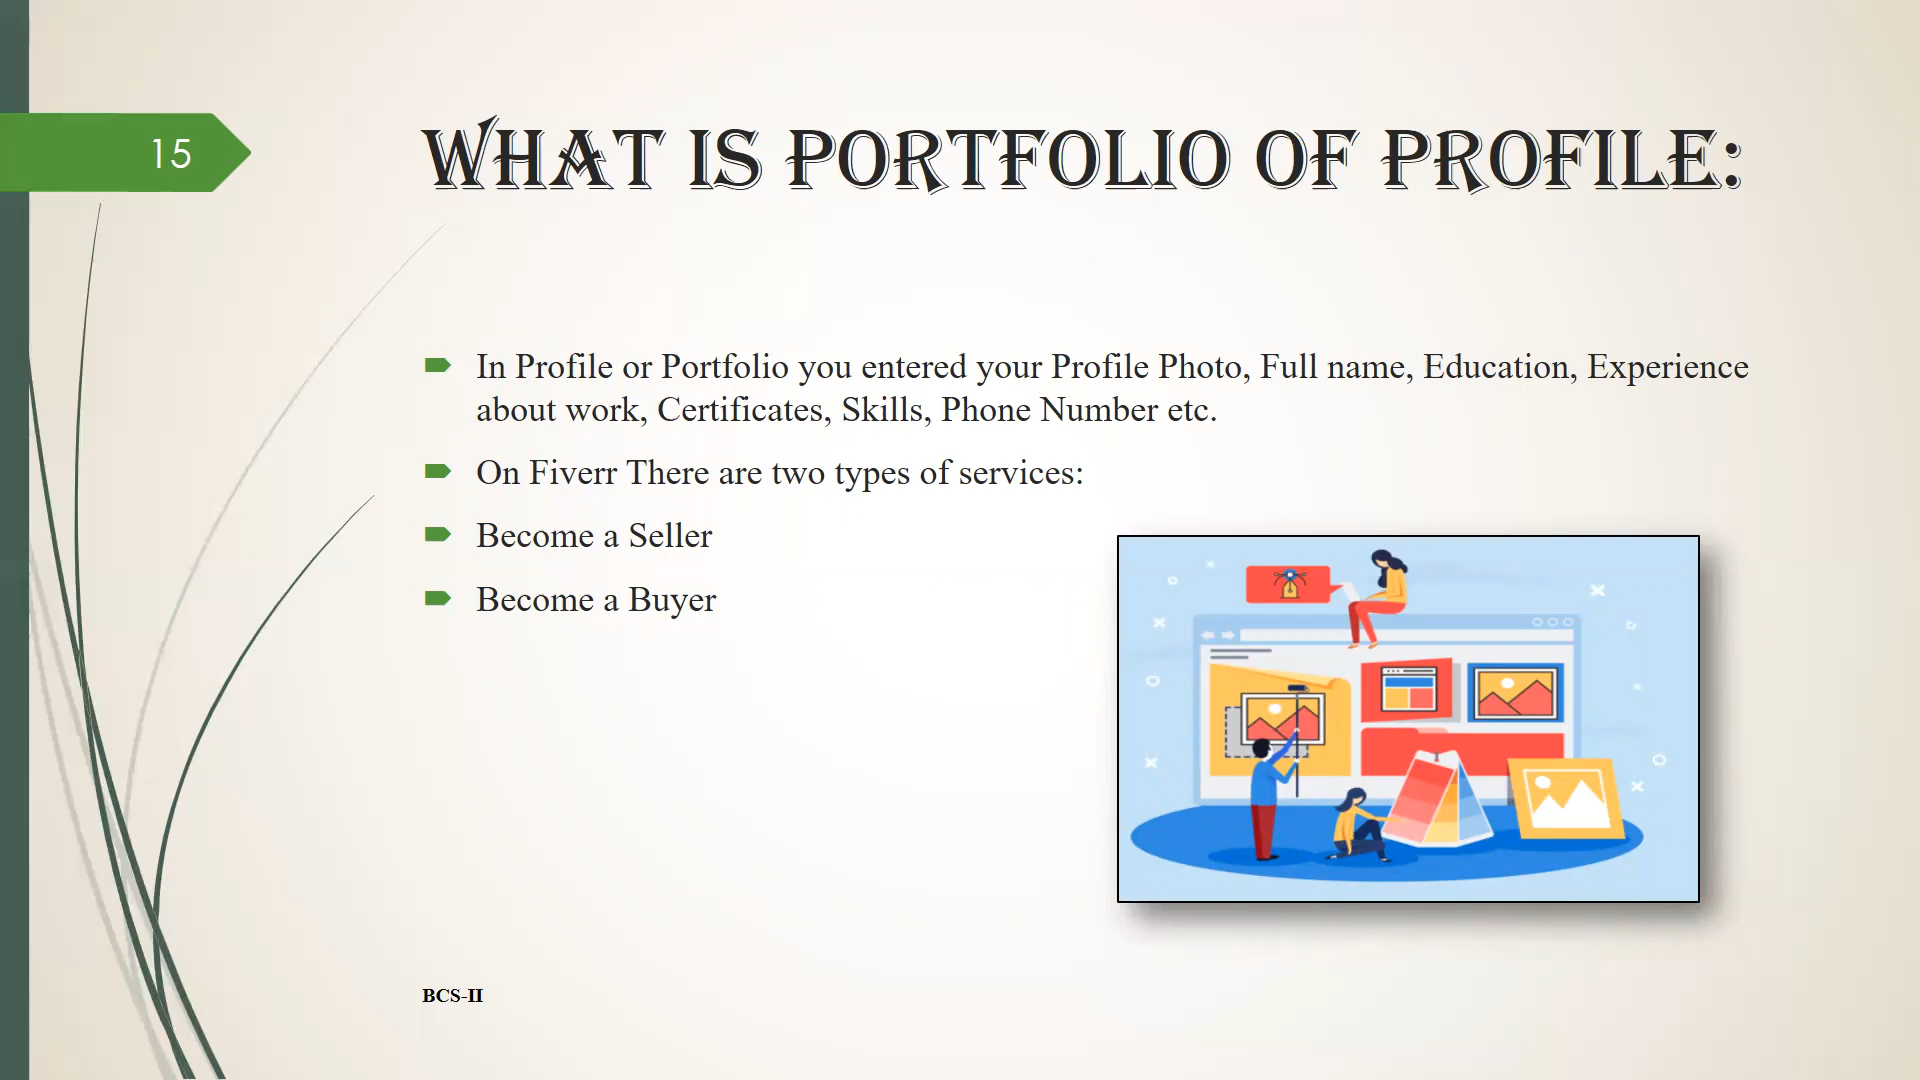 15
WHAT IS PORTFOLIO OF PROFILE:
In Profile or Portfolio you entered your Profile Photo, Full name, Education, Experience
about work, Certificates, Skills, Phone Number etc.
On Fiverr There are two types of services:
Become a Seller
Become a Buyer
BCS-II